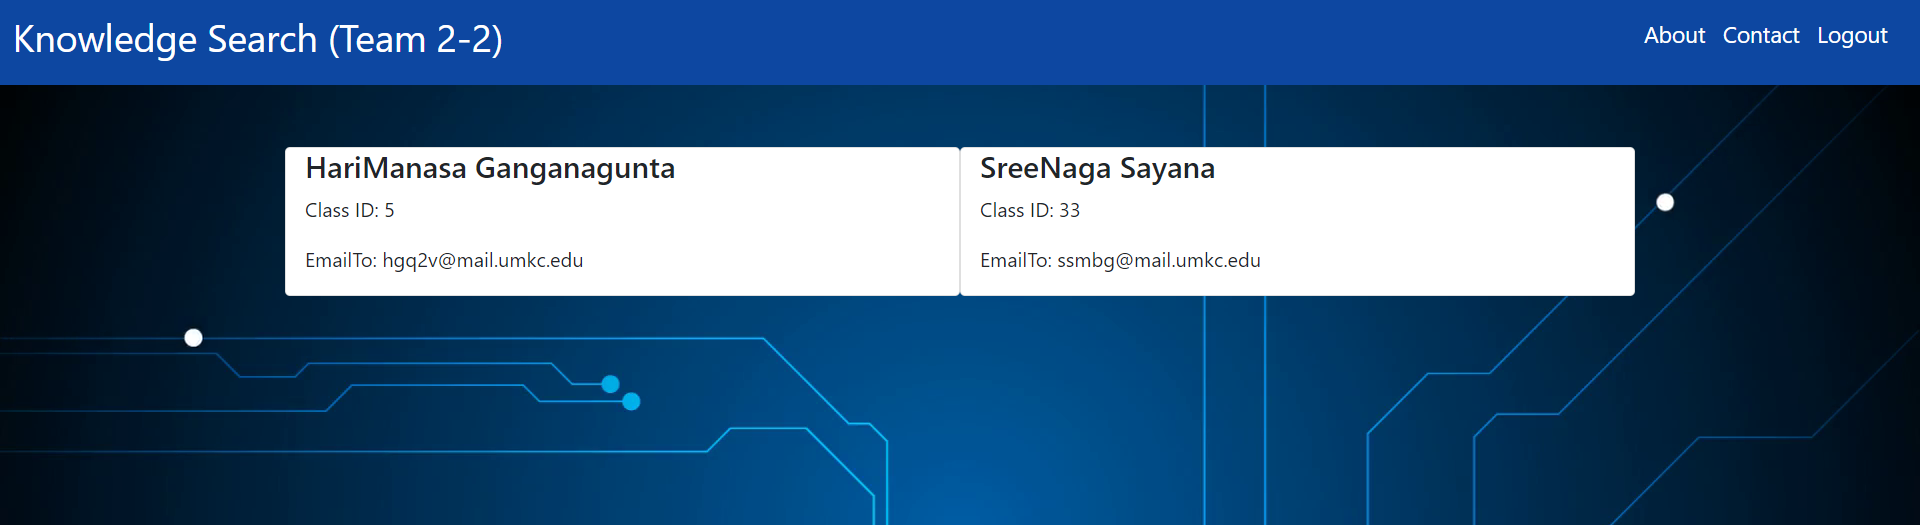 Knowledge Search (Team 2-2)
About Contact Logout
HariManasa Ganganagunta
Class ID: 5
EmailTo: hgq2v@mail.umkc.edu
SreeNaga Sayana
Class ID: 33
EmailTo: ssmbg@mail.umkc.edu